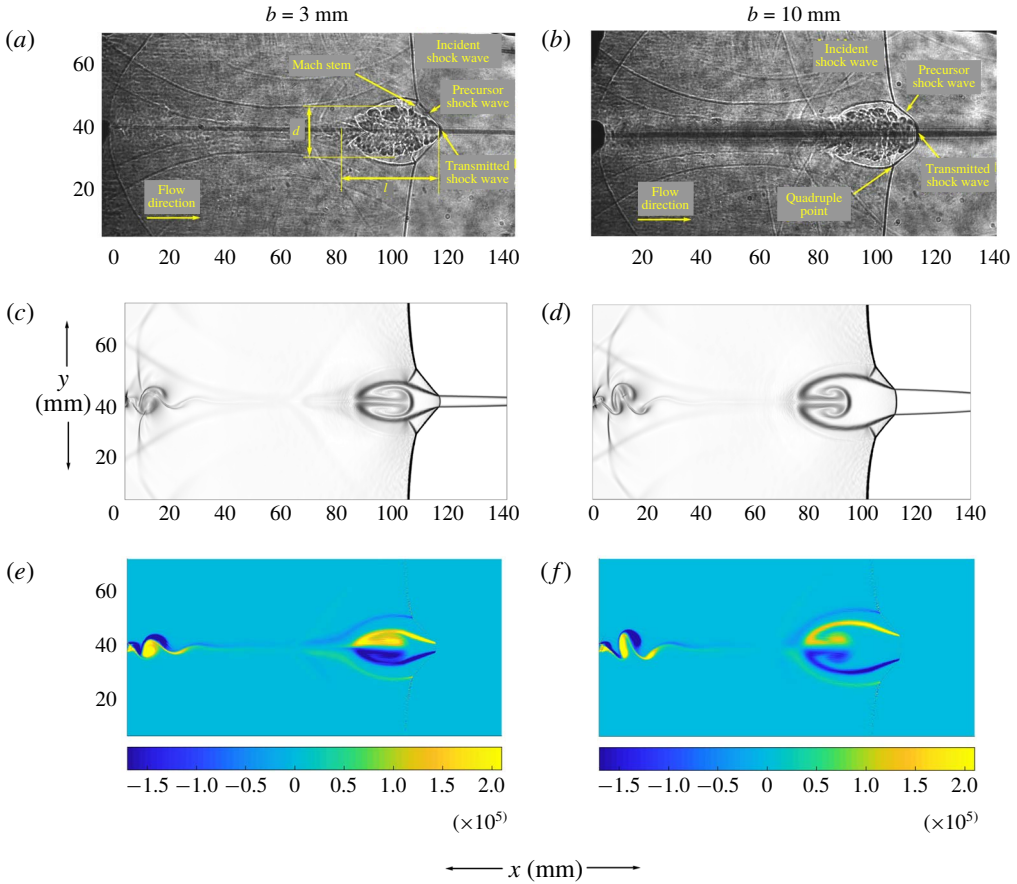 b = 3 mm
b = 10 mm
(a)
60
40
20
Incident
shock wave
Mach stem
Precursor
shock wave
d
l
Transmitted
shock wave
Flow
direction
0 20 40 60 80 100 120 140
(b)
Incident
shock wave
Precursor
shock wave
Transmitted
shock wave
Quadruple
point
Flow
direction
20 40 60 80 100 120 140
(c)
60
40
20
y
(mm)
0 20 40 60 80 100 120 140
(d)
0 20 40 60 80 100 120 140
(e)
60
40
20
−1.5 −1.0 −0.5 0 0.5 1.0 1.5 2.0
(×10⁵)
(f)
−1.5 −1.0 −0.5 0 0.5 1.0 1.5 2.0
(×10⁵)
x (mm)